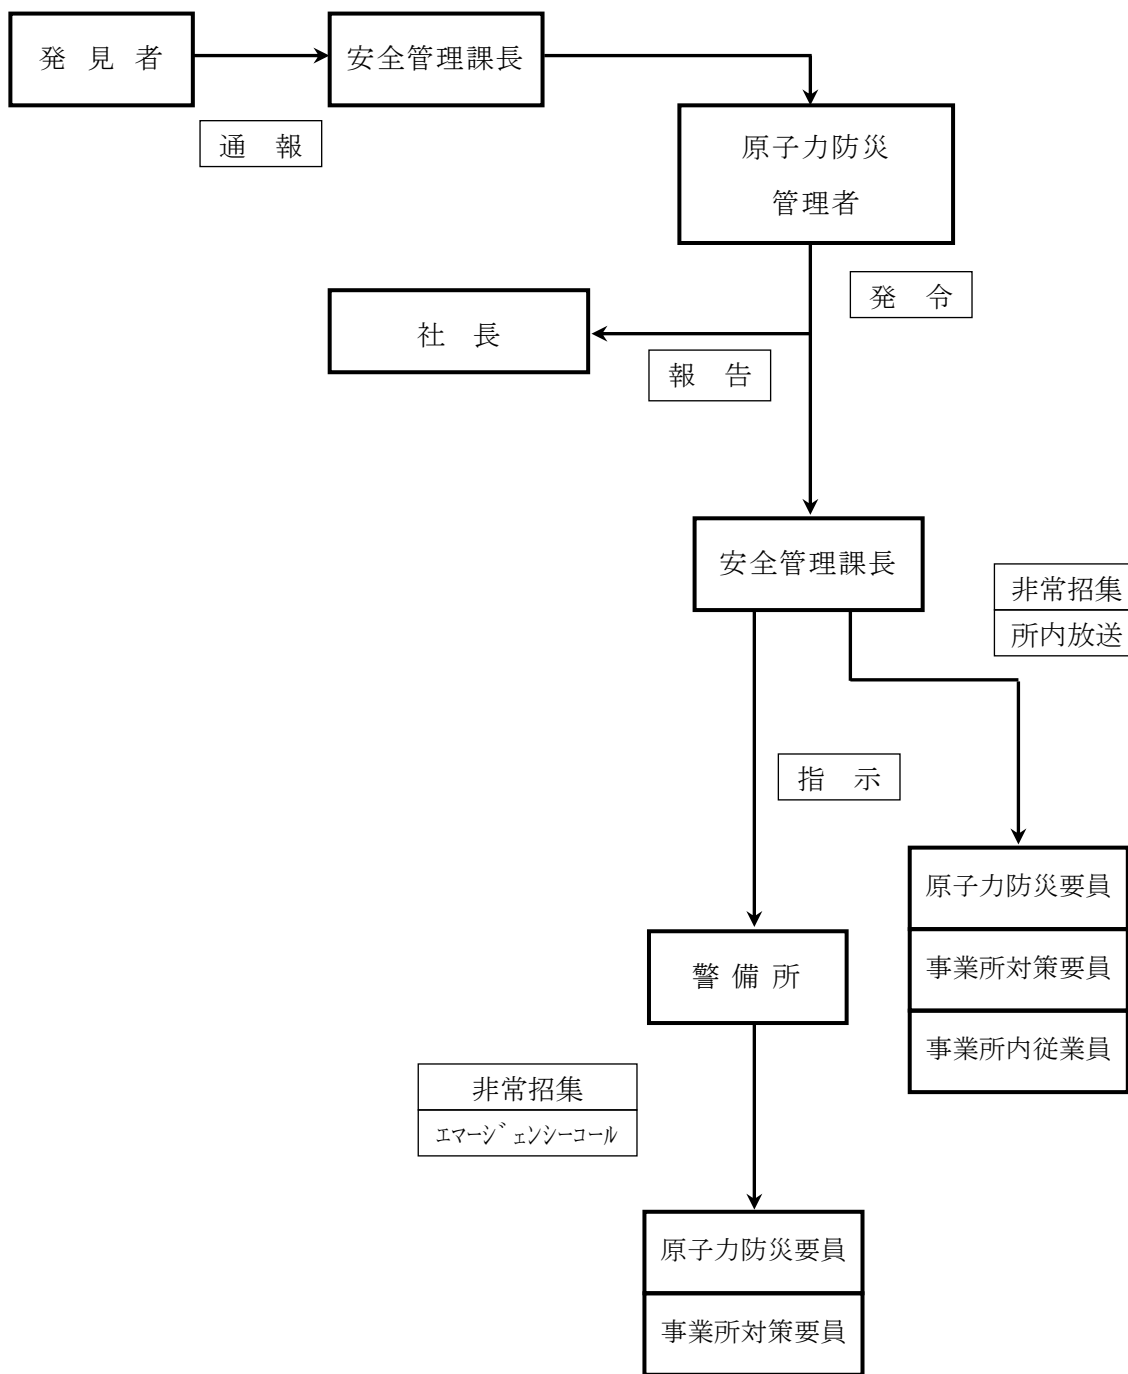 発 見 者
安全管理課長
通 報
原子力防災
管理者
発 令
社 長
報 告
安全管理課長
非常招集
所内放送
指 示
原子力防災要員
事業所対策要員
事業所内従業員
警 備 所
非常招集
ｴﾏｰｼﾞｪﾝｼｰｺｰﾙ
原子力防災要員
事業所対策要員